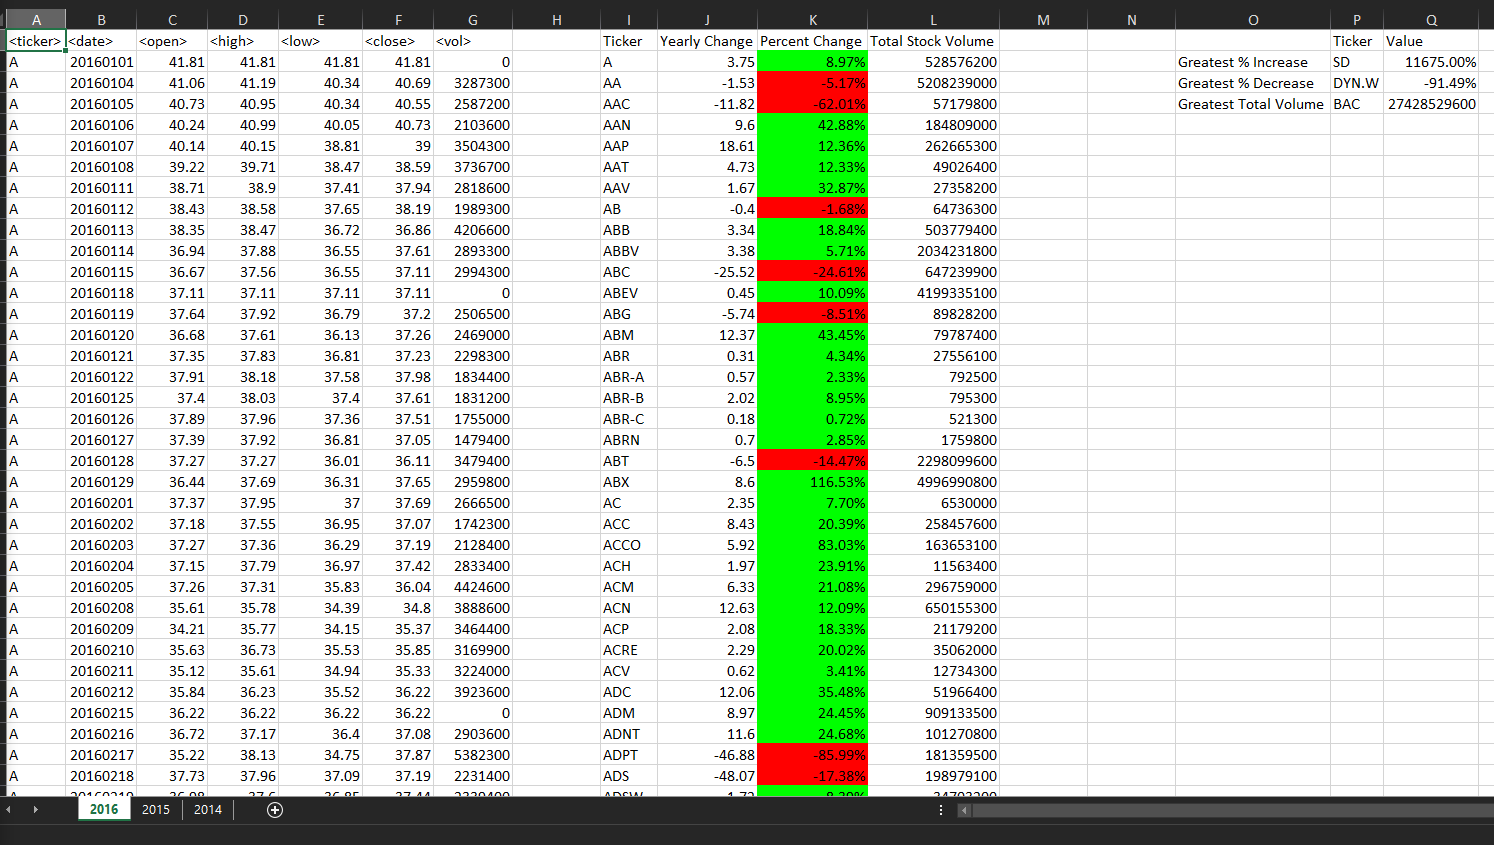 A B C D E F G H I J K L M N O P Q
<ticker> <date> <open> <high> <low> <close> <vol> Ticker Yearly Change Percent Change Total Stock Volume Ticker Value
A 20160101 41.81 41.81 41.81 41.81 0 A 3.75 8.97% 528576200 Greatest % Increase SD 11675.00%
A 20160104 41.06 41.19 40.34 40.69 3287300 AA -1.53 -5.17% 5208239000 Greatest % Decrease DYN.W -91.49%
A 20160105 40.73 40.95 40.34 40.55 2587200 AAC -11.82 -62.01% 57179800 Greatest Total Volume BAC 27428529600
A 20160106 40.24 40.99 40.05 40.73 2103600 AAN 9.6 42.88% 184809000
A 20160107 40.14 40.15 38.81 39 3504300 AAP 18.61 12.36% 262665300
A 20160108 39.22 39.71 38.47 38.59 3736700 AAT 4.73 12.33% 49026400
A 20160111 38.71 38.9 37.41 37.94 2818600 AAV 1.67 32.87% 27358200
A 20160112 38.43 38.58 37.65 38.19 1989300 AB -0.4 -1.68% 64736300
A 20160113 38.35 38.47 36.72 36.86 4206600 ABB 3.34 18.84% 503779400
A 20160114 36.94 37.88 36.55 37.61 2893300 ABBV 3.38 5.71% 2034231800
A 20160115 36.67 37.56 36.55 37.11 2994300 ABC -25.52 -24.61% 647239900
A 20160118 37.11 37.11 37.11 37.11 0 ABEV 0.45 10.09% 4199335100
A 20160119 37.64 37.92 36.79 37.2 2506500 ABG -5.74 -8.51% 89828200
A 20160120 36.68 37.61 36.13 37.26 2469000 ABM 12.37 43.45% 79787400
A 20160121 37.35 37.83 36.81 37.23 2298300 ABR 0.31 4.34% 27556100
A 20160122 37.91 38.18 37.58 37.98 1834400 ABR-A 0.57 2.33% 792500
A 20160125 37.4 38.03 37.4 37.61 1831200 ABR-B 2.02 8.95% 795300
A 20160126 37.89 37.96 37.36 37.51 1755000 ABR-C 0.18 0.72% 521300
A 20160127 37.39 37.92 36.81 37.05 1479400 ABRN 0.7 2.85% 1759800
A 20160128 37.27 37.27 36.01 36.11 3479400 ABT -6.5 -14.47% 2298099600
A 20160129 36.44 37.69 36.31 37.65 2959800 ABX 8.6 116.53% 4996990800
A 20160201 37.37 37.95 37 37.69 2666500 AC 2.35 7.70% 6530000
A 20160202 37.18 37.55 36.95 37.07 1742300 ACC 8.43 20.39% 258457600
A 20160203 37.27 37.36 36.29 37.19 2128400 ACCO 5.92 83.03% 163653100
A 20160204 37.15 37.79 36.97 37.42 2833400 ACH 1.97 23.91% 11563400
A 20160205 37.26 37.31 35.83 36.04 4424600 ACM 6.33 21.08% 296759000
A 20160208 35.61 35.78 34.39 34.8 3888600 ACN 12.63 12.09% 650155300
A 20160209 34.21 35.77 34.15 35.37 3464400 ACP 2.08 18.33% 21179200
A 20160210 35.63 36.73 35.53 35.85 3169900 ACRE 2.29 20.02% 35062000
A 20160211 35.12 35.61 34.94 35.33 3224000 ACV 0.62 3.41% 12734300
A 20160212 35.84 36.23 35.52 36.22 3923600 ADC 12.06 35.48% 51966400
A 20160215 36.22 36.22 36.22 36.22 0 ADM 8.97 24.45% 909133500
A 20160216 36.72 37.17 36.4 37.08 2903600 ADNT 11.6 24.68% 101270800
A 20160217 35.22 38.13 34.75 37.87 5382300 ADPT -46.88 -85.99% 181359500
A 20160218 37.73 37.96 37.09 37.19 2231400 ADS -48.07 -17.38% 198979100
2016 2015 2014